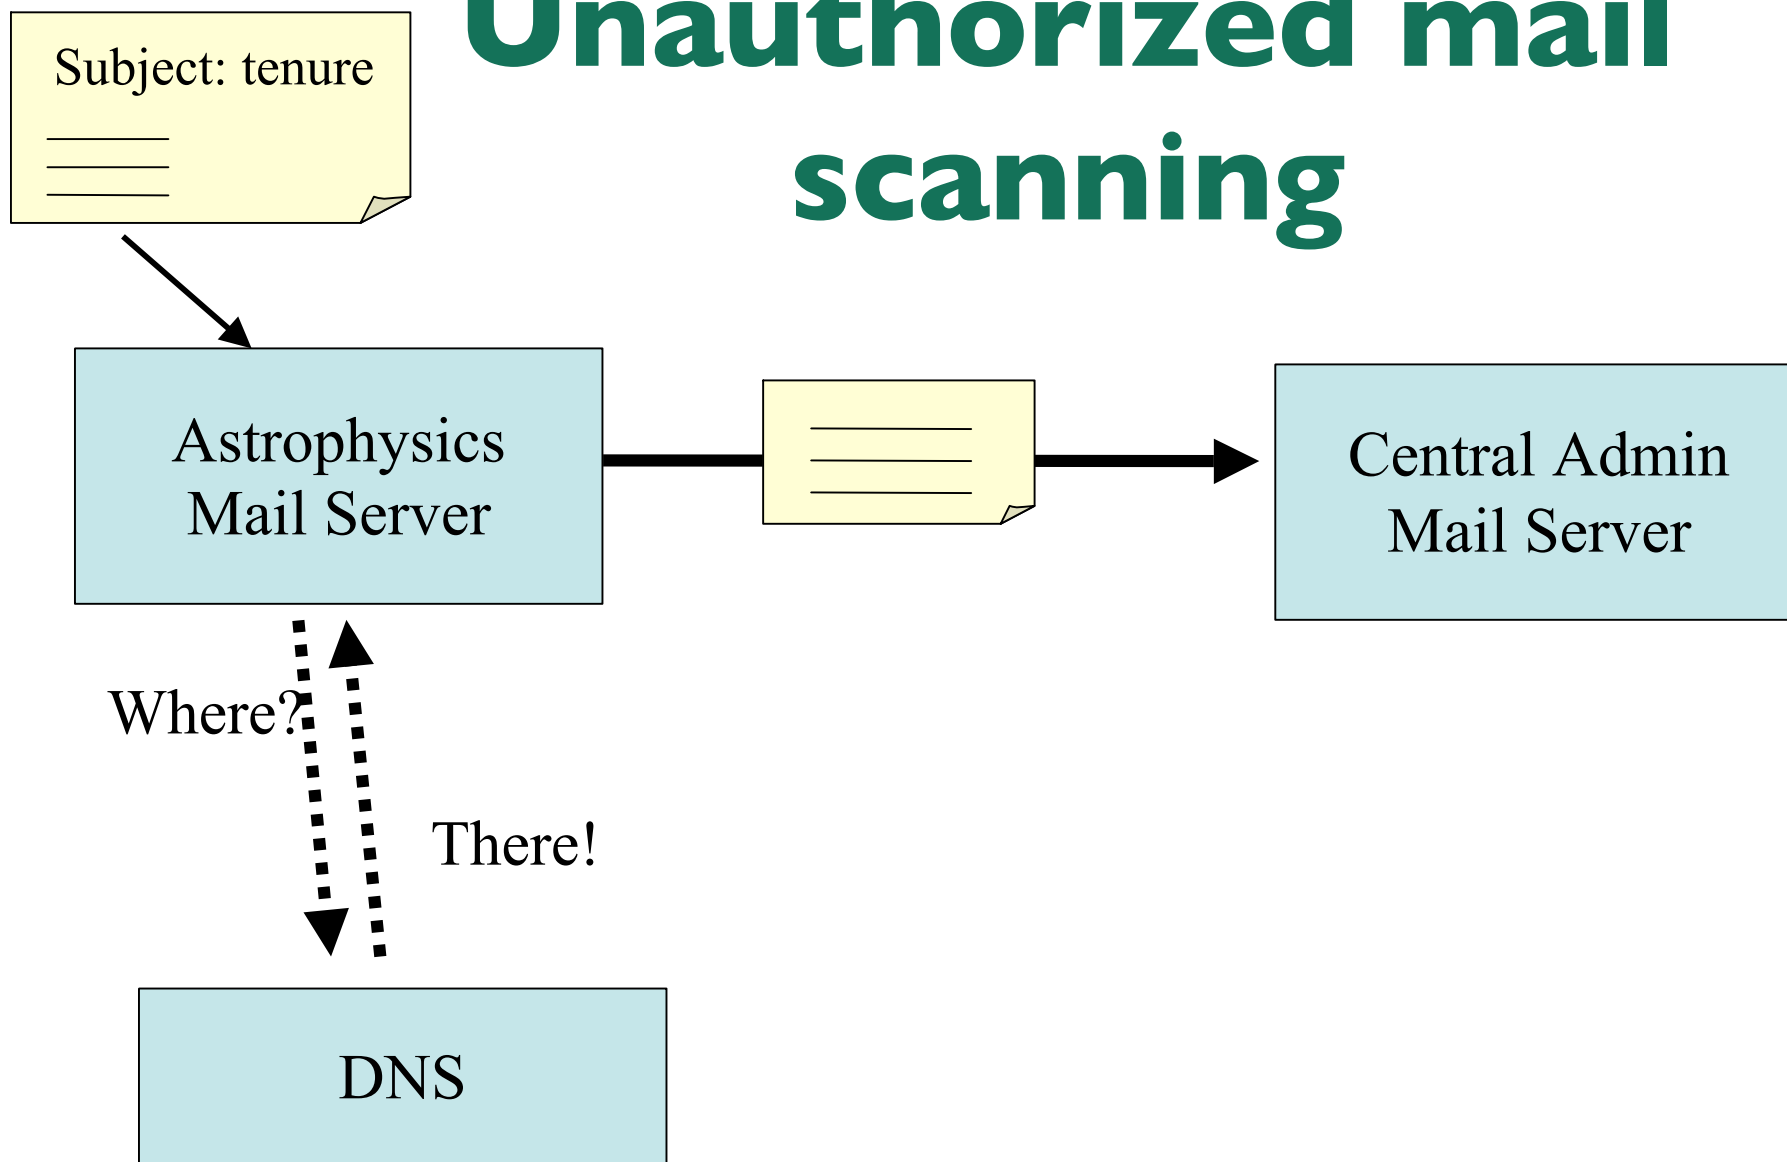 Unauthorized mail
scanning
Subject: tenure
Astrophysics
Mail Server
Central Admin
Mail Server
Where?
There!
DNS